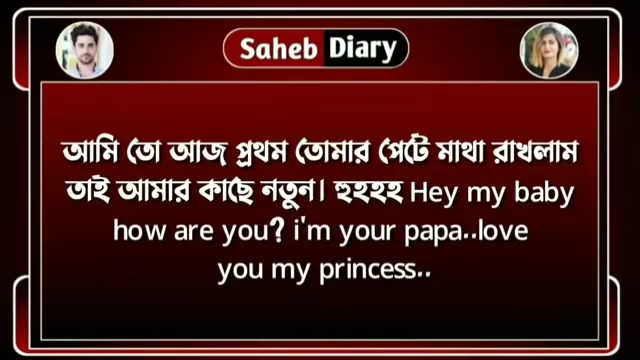 Saheb Diary
আমি তো আজ প্রথম তোমার পেটে মাথা রাখলাম
তাই আমার কাছে নতুন। হুহহহ Hey my baby
how are you? i'm your papa..love
you my princess..